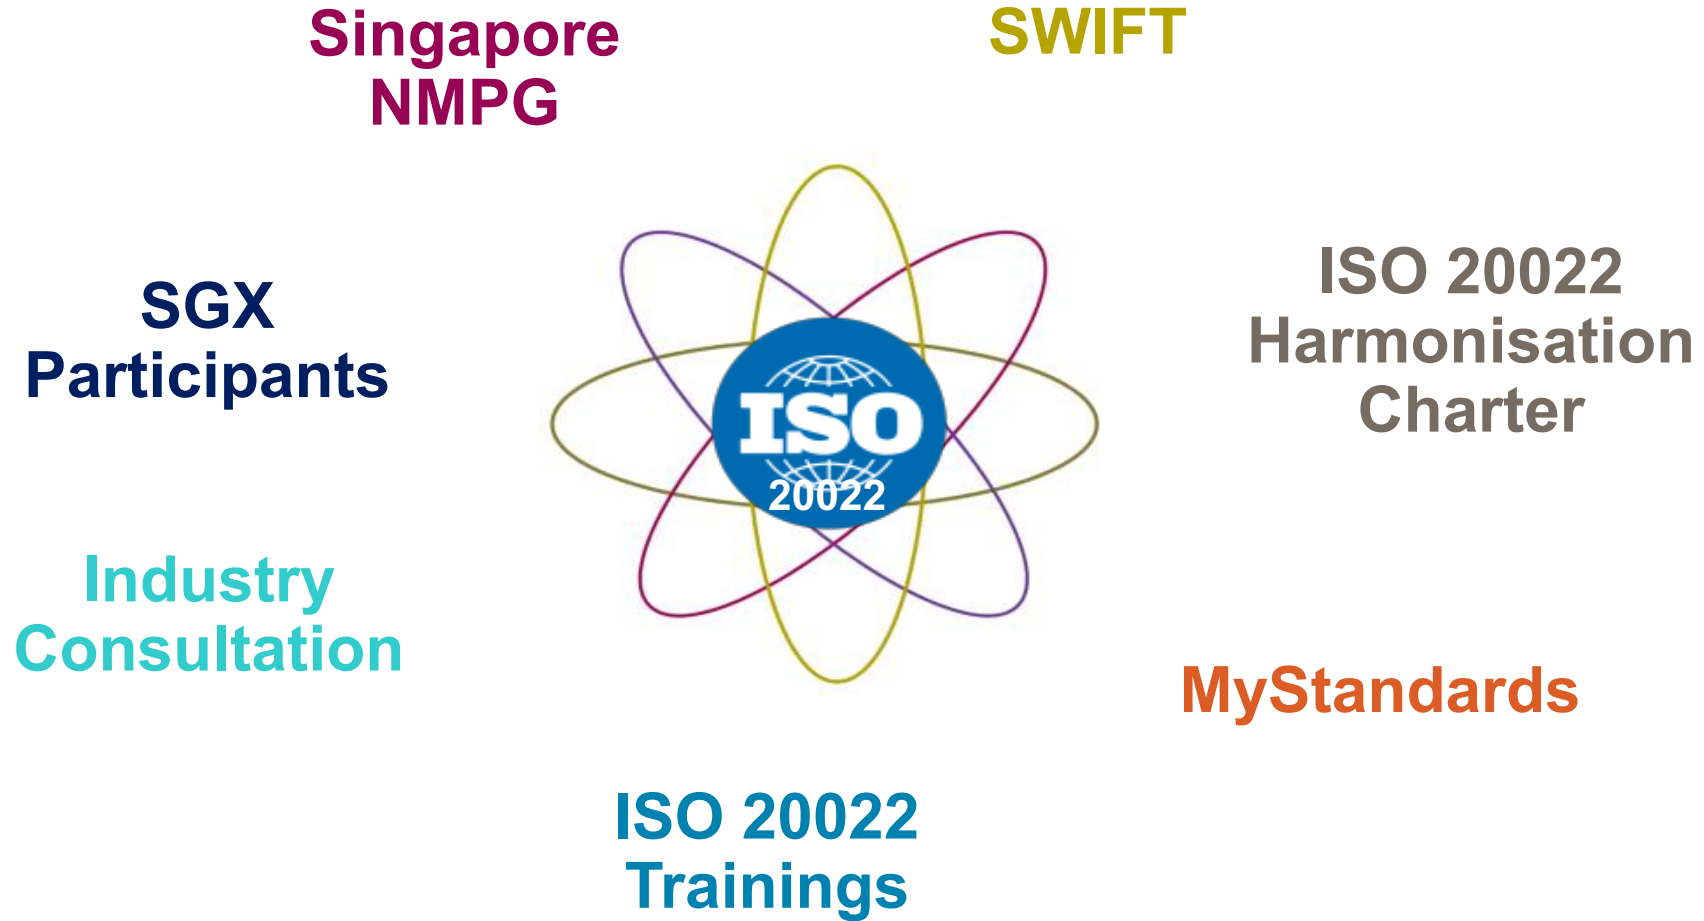 Singapore
NMPG
SWIFT
SGX
Participants
ISO 20022
Harmonisation
Charter
ISO
20022
Industry
Consultation
MyStandards
ISO 20022
Trainings